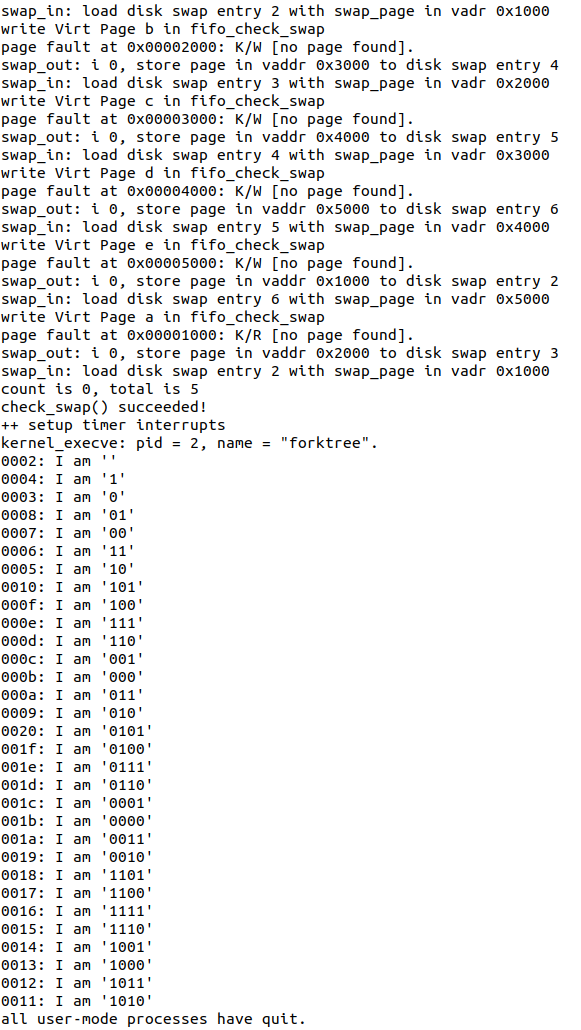 swap_in: load disk swap entry 2 with swap_page in vadr 0x1000
write Virt Page b in fifo_check_swap
page fault at 0x00002000: K/W [no page found].
swap_out: i 0, store page in vaddr 0x3000 to disk swap entry 4
swap_in: load disk swap entry 3 with swap_page in vadr 0x2000
write Virt Page c in fifo_check_swap
page fault at 0x00003000: K/W [no page found].
swap_out: i 0, store page in vaddr 0x4000 to disk swap entry 5
swap_in: load disk swap entry 4 with swap_page in vadr 0x3000
write Virt Page d in fifo_check_swap
page fault at 0x00004000: K/W [no page found].
swap_out: i 0, store page in vaddr 0x5000 to disk swap entry 6
swap_in: load disk swap entry 5 with swap_page in vadr 0x4000
write Virt Page e in fifo_check_swap
page fault at 0x00005000: K/W [no page found].
swap_out: i 0, store page in vaddr 0x1000 to disk swap entry 2
swap_in: load disk swap entry 6 with swap_page in vadr 0x5000
write Virt Page a in fifo_check_swap
page fault at 0x00001000: K/R [no page found].
swap_out: i 0, store page in vaddr 0x2000 to disk swap entry 3
swap_in: load disk swap entry 2 with swap_page in vadr 0x1000
count is 0, total is 5
check_swap() succeeded!
++ setup timer interrupts
kernel_execve: pid = 2, name = "forktree".
0002: I am ''
0004: I am '1'
0003: I am '0'
0008: I am '01'
0007: I am '00'
0006: I am '11'
0005: I am '10'
0010: I am '101'
000f: I am '100'
000e: I am '111'
000d: I am '110'
000c: I am '001'
000b: I am '000'
000a: I am '011'
0009: I am '010'
0020: I am '0101'
001f: I am '0100'
001e: I am '0111'
001d: I am '0110'
001c: I am '0001'
001b: I am '0000'
001a: I am '0011'
0019: I am '0010'
0018: I am '1101'
0017: I am '1100'
0016: I am '1111'
0015: I am '1110'
0014: I am '1001'
0013: I am '1000'
0012: I am '1011'
0011: I am '1010'
all user-mode processes have quit.